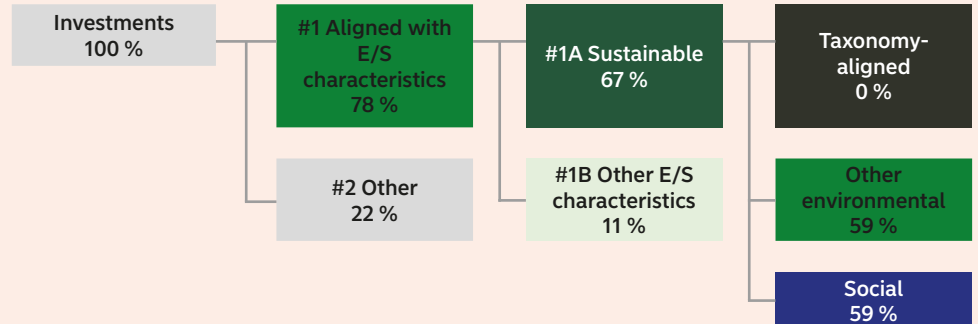 Investments
100 %
#1 Aligned with
E/S
characteristics
78 %
#2 Other
22 %
#1A Sustainable
67 %
#1B Other E/S
characteristics
11 %
Taxonomy-
aligned
0 %
Other
environmental
59 %
Social
59 %